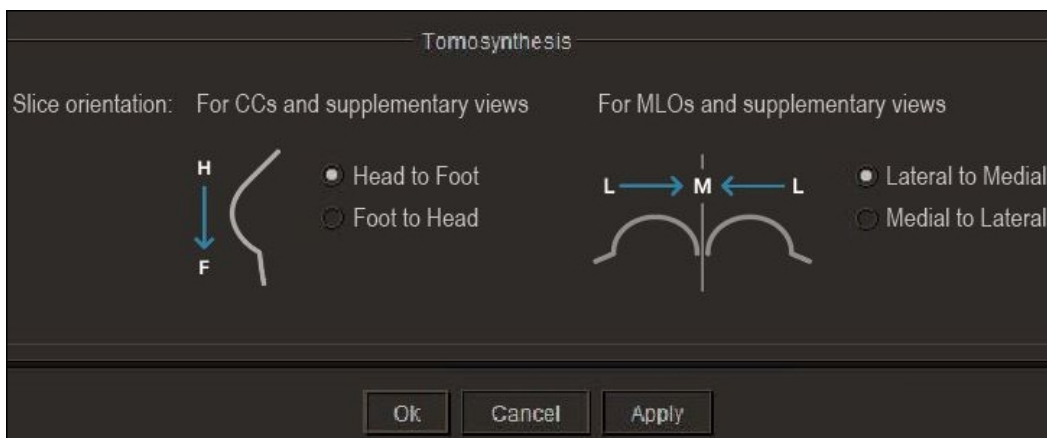 Tomosynthesis
Slice orientation: For CCs and supplementary views For MLOs and supplementary views
H
Head to Foot
L M L
Lateral to Medial
Foot to Head
Medial to Lateral
F
Ok Cancel Apply